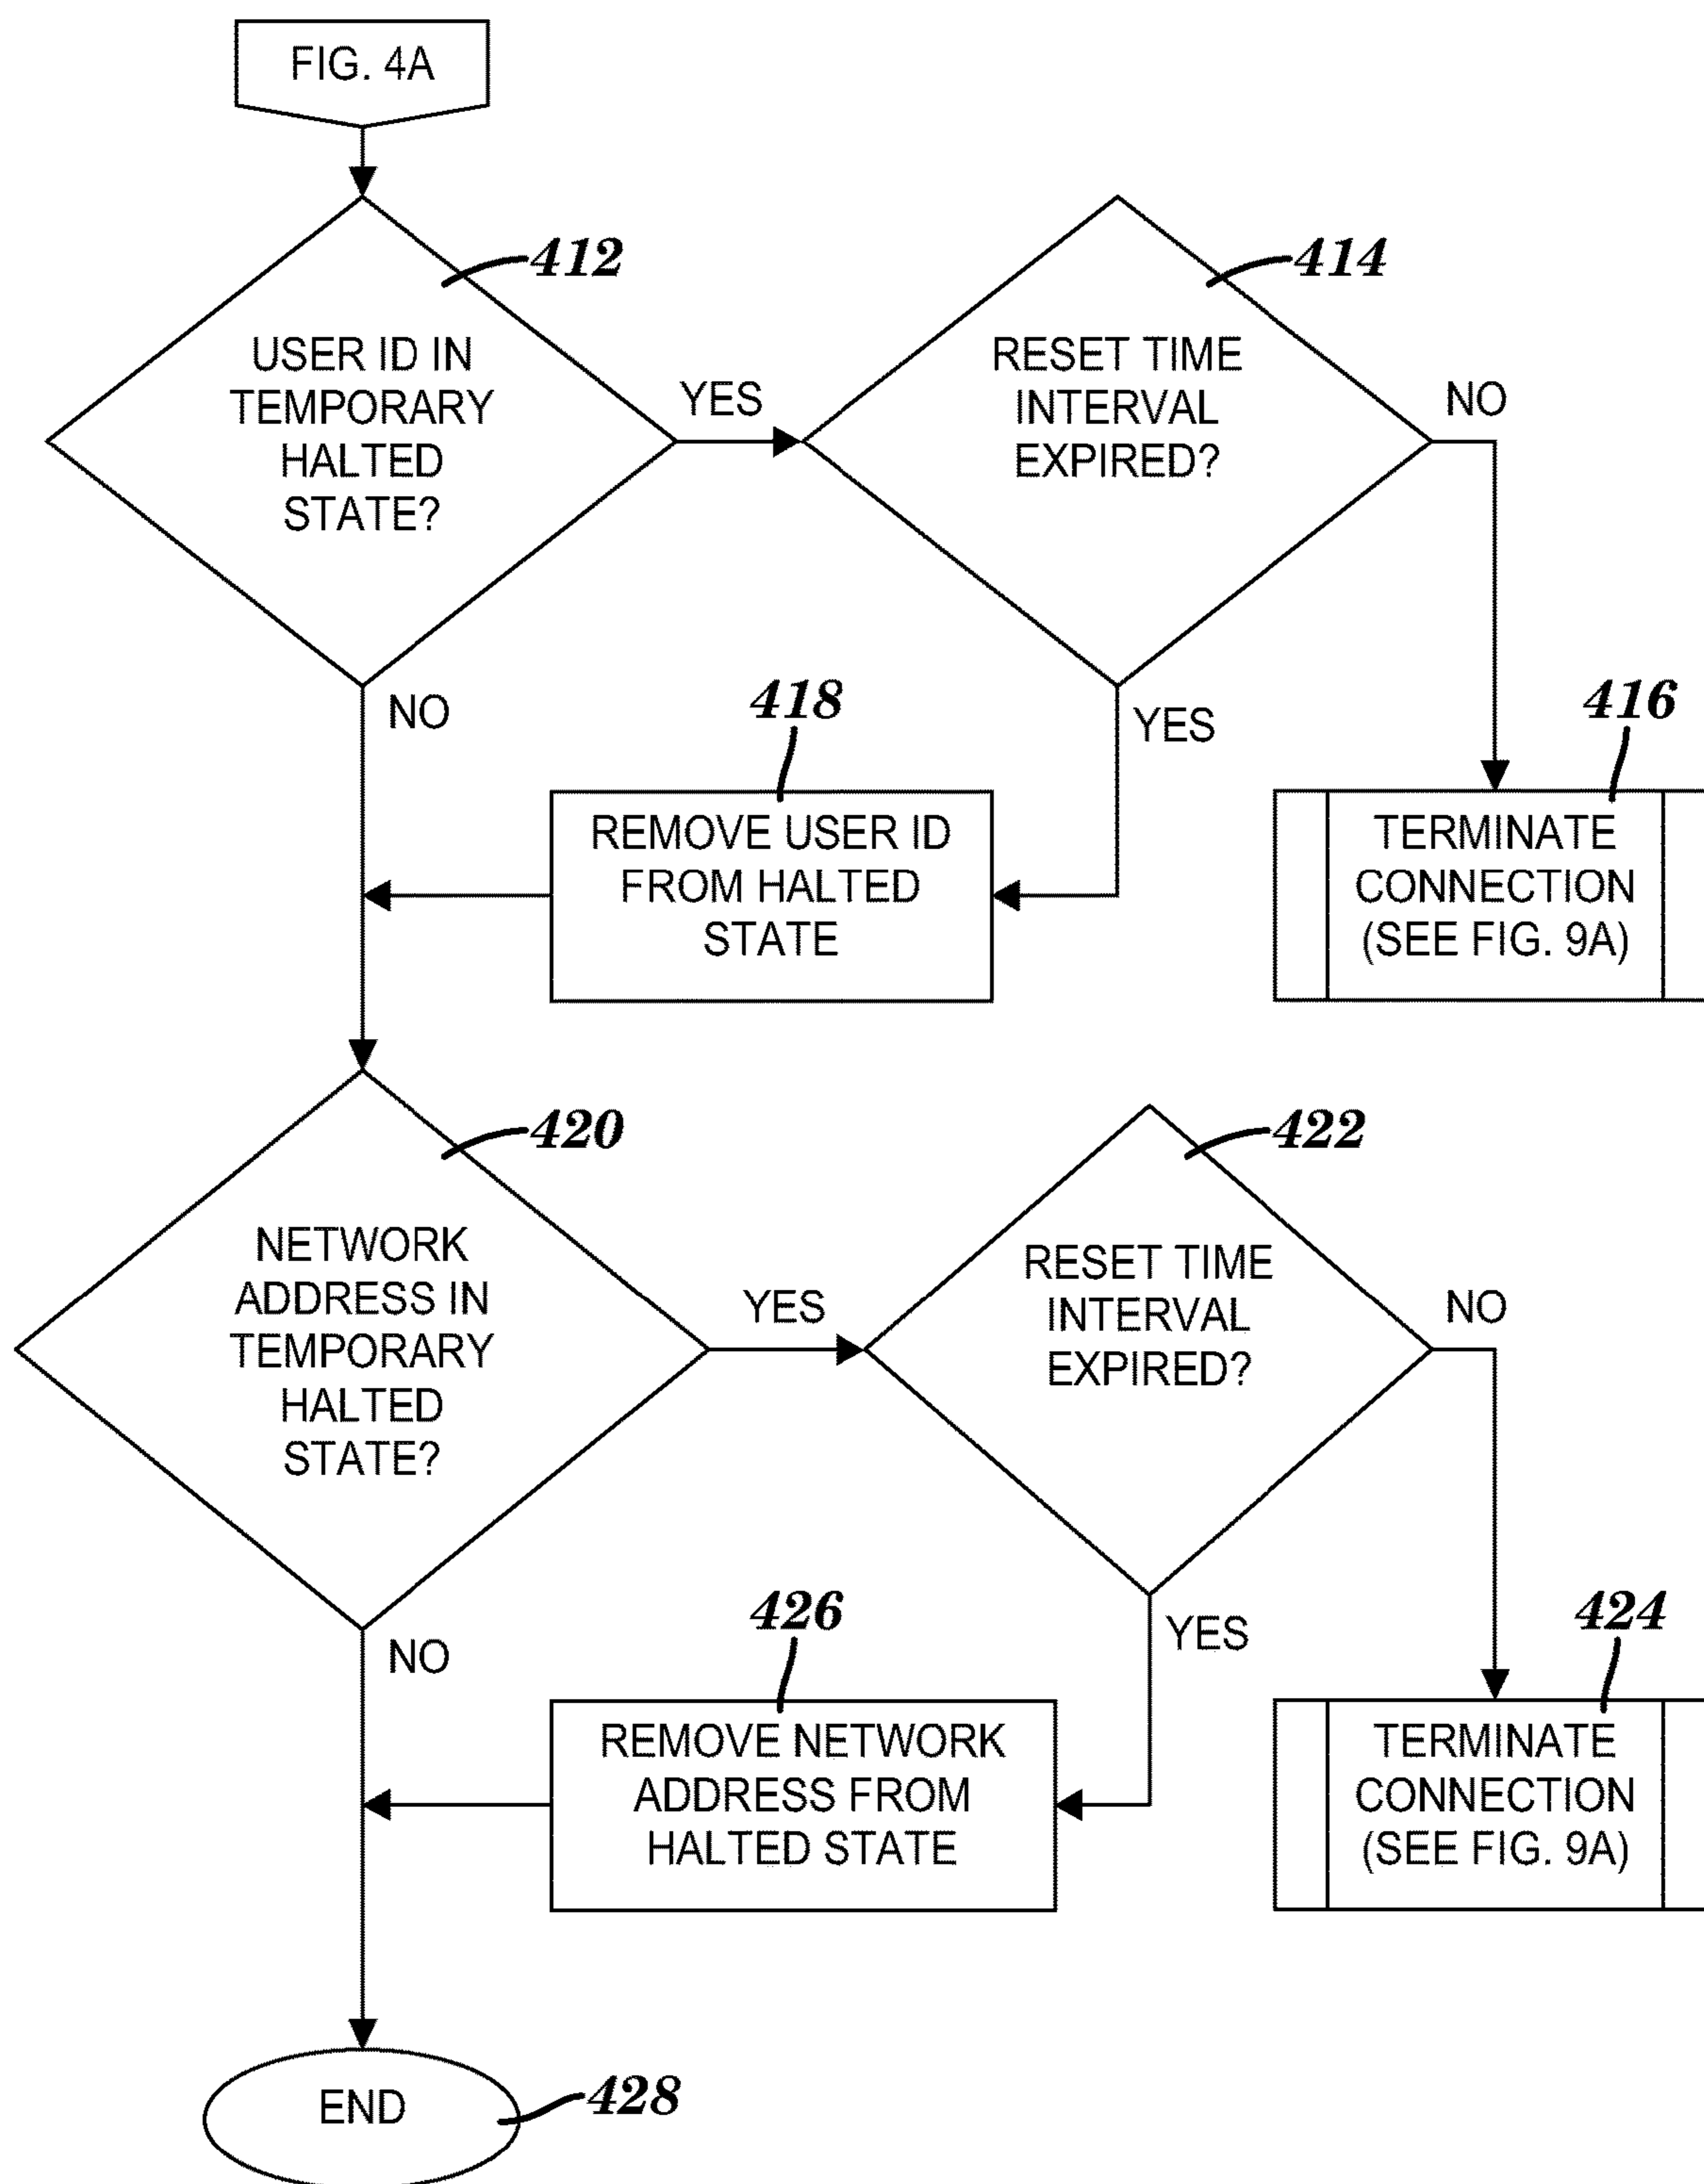 FIG. 4A
412
USER ID IN
TEMPORARY
HALTED
STATE?
YES
NO
414
RESET TIME
INTERVAL
EXPIRED?
NO
YES
418
REMOVE USER ID
FROM HALTED
STATE
416
TERMINATE
CONNECTION
(SEE FIG. 9A)
420
NETWORK
ADDRESS IN
TEMPORARY
HALTED
STATE?
YES
NO
422
RESET TIME
INTERVAL
EXPIRED?
NO
YES
426
REMOVE NETWORK
ADDRESS FROM
HALTED STATE
424
TERMINATE
CONNECTION
(SEE FIG. 9A)
END
428